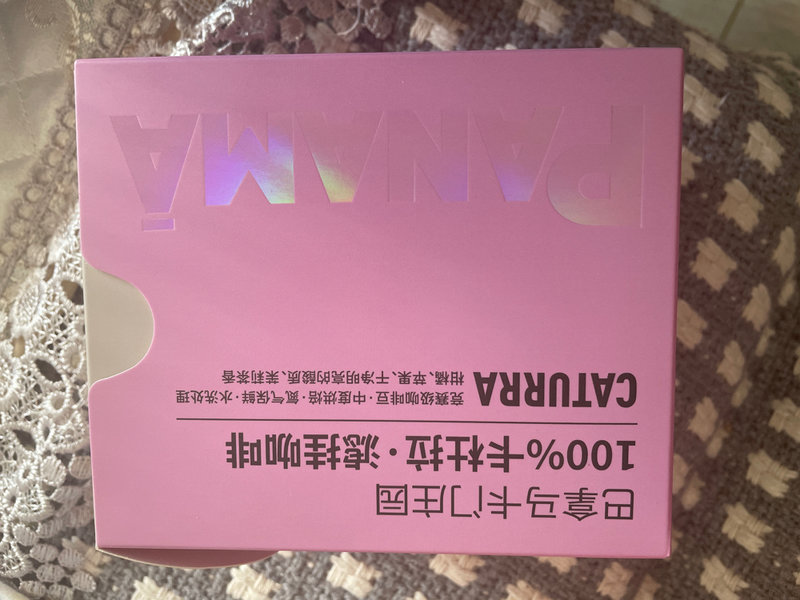 巴拿马卡门庄园
100%卡杜拉·滤挂咖啡
CATURRA
竞赛级咖啡豆·中度烘焙·氮气保鲜·水洗处理
柑橘、苹果、干净明亮的酸质、茉莉茶香
PANAMÁ